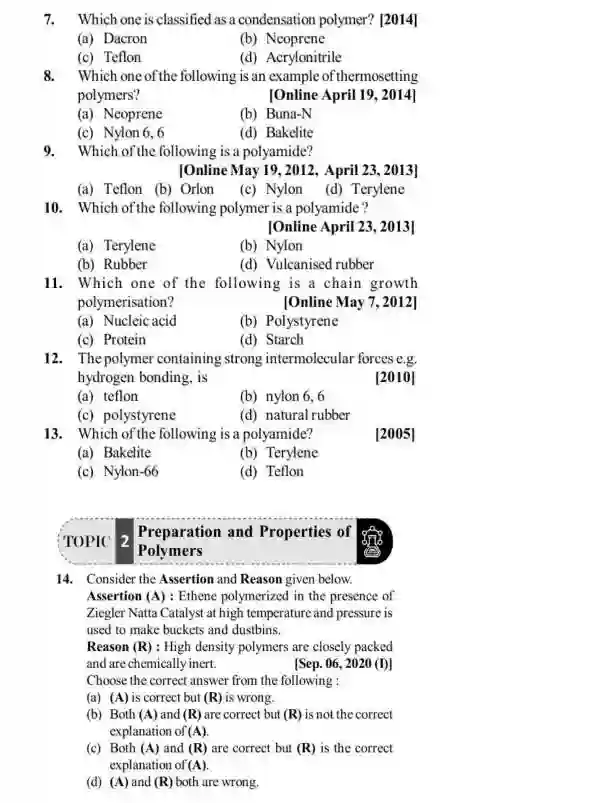 7. Which one is classified as a condensation polymer? [2014]
(a) Dacron (b) Neoprene
(c) Teflon (d) Acrylonitrile
8. Which one of the following is an example of thermosetting
polymers? [Online April 19, 2014]
(a) Neoprene (b) Buna-N
(c) Nylon 6, 6 (d) Bakelite
9. Which of the following is a polyamide?
[Online May 19, 2012, April 23, 2013]
(a) Teflon (b) Orlon (c) Nylon (d) Terylene
10. Which of the following polymer is a polyamide ?
[Online April 23, 2013]
(a) Terylene (b) Nylon
(b) Rubber (d) Vulcanised rubber
11. Which one of the following is a chain growth
polymerisation? [Online May 7, 2012]
(a) Nucleic acid (b) Polystyrene
(c) Protein (d) Starch
12. The polymer containing strong intermolecular forces e.g.
hydrogen bonding, is [2010]
(a) teflon (b) nylon 6, 6
(c) polystyrene (d) natural rubber
13. Which of the following is a polyamide? [2005]
(a) Bakelite (b) Terylene
(c) Nylon-66 (d) Teflon
TOPIC 2 Preparation and Properties of
Polymers
14. Consider the Assertion and Reason given below.
Assertion (A) : Ethene polymerized in the presence of
Ziegler Natta Catalyst at high temperature and pressure is
used to make buckets and dustbins.
Reason (R) : High density polymers are closely packed
and are chemically inert. [Sep. 06, 2020 (I)]
Choose the correct answer from the following :
(a) (A) is correct but (R) is wrong.
(b) Both (A) and (R) are correct but (R) is not the correct
explanation of (A).
(c) Both (A) and (R) are correct but (R) is the correct
explanation of (A).
(d) (A) and (R) both are wrong.